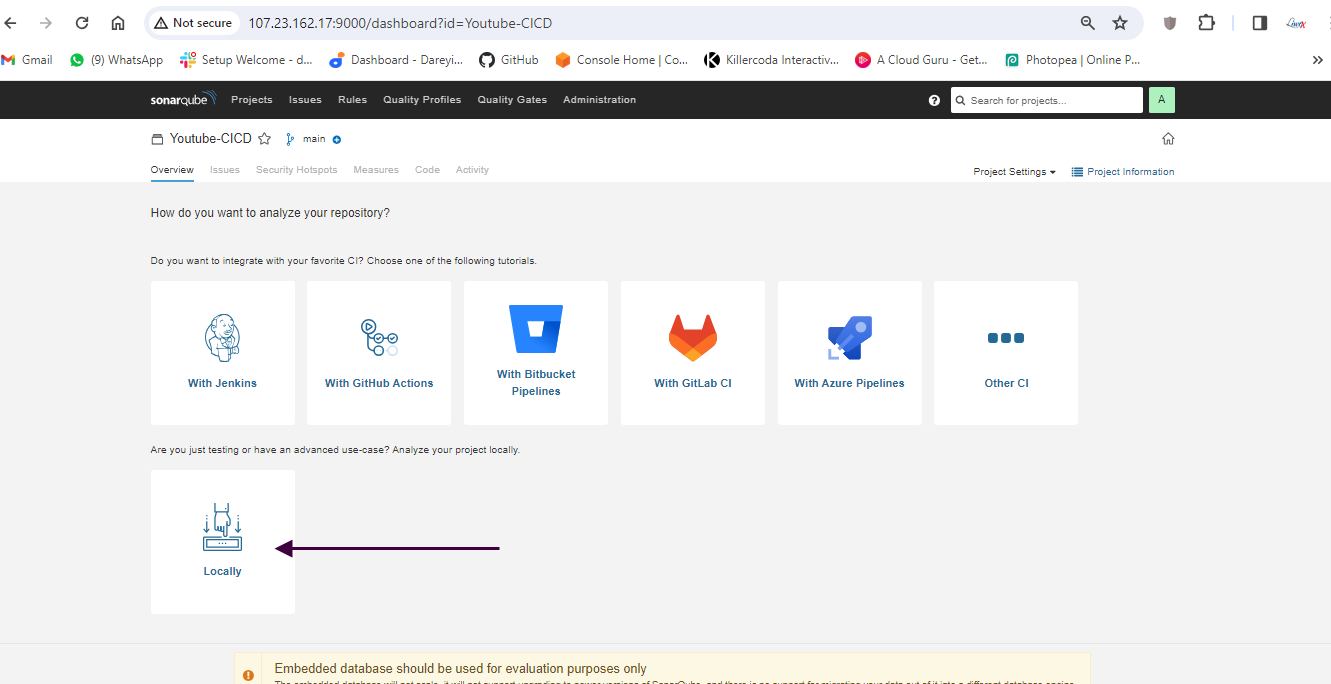 Not secure 107.23.162.17:9000/dashboard?id=Youtube-CICD
Gmail (9) WhatsApp Setup Welcome - d... Dashboard - Dareyi... GitHub Console Home | Co... Killercoda Interactiv... A Cloud Guru - Get... Photopea | Online P...
sonarqube Projects Issues Rules Quality Profiles Quality Gates Administration Search for projects... A
Youtube-CICD main
Overview Issues Security Hotspots Measures Code Activity Project Settings Project Information
How do you want to analyze your repository?
Do you want to integrate with your favorite CI? Choose one of the following tutorials.
With Jenkins With GitHub Actions With Bitbucket Pipelines With GitLab CI With Azure Pipelines Other CI
Are you just testing or have an advanced use-case? Analyze your project locally.
Locally
Embedded database should be used for evaluation purposes only